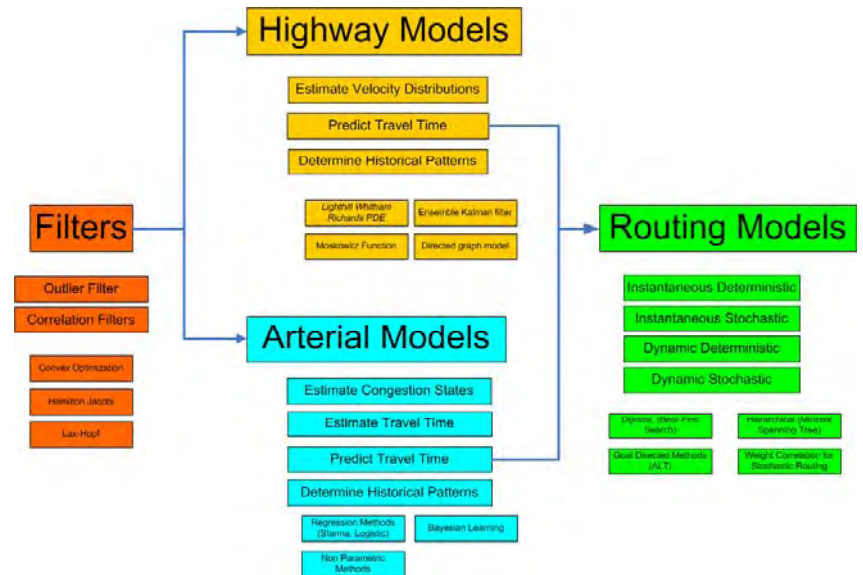 Highway Models
Estimate Velocity Distributions
Predict Travel Time
Determine Historical Patterns
Lighthill Whitham
Richards PDE
Ensemble Kalman filter
Moskowitz Function
Directed graph model
Filters
Outlier Filter
Correlation Filters
Convex Optimization
Hamilton Jacobi
Lax-Hopf
Arterial Models
Estimate Congestion States
Estimate Travel Time
Predict Travel Time
Determine Historical Patterns
Regression Methods
(Starma, Logistic)
Bayesian Learning
Non Parametric
Methods
Routing Models
Instantaneous Deterministic
Instantaneous Stochastic
Dynamic Deterministic
Dynamic Stochastic
Dijkstra, (Best-First
Search)
Hierarchical (Minimal
Spanning Tree)
Goal Directed Methods
(ALT)
Weight Correlation for
Stochastic Routing